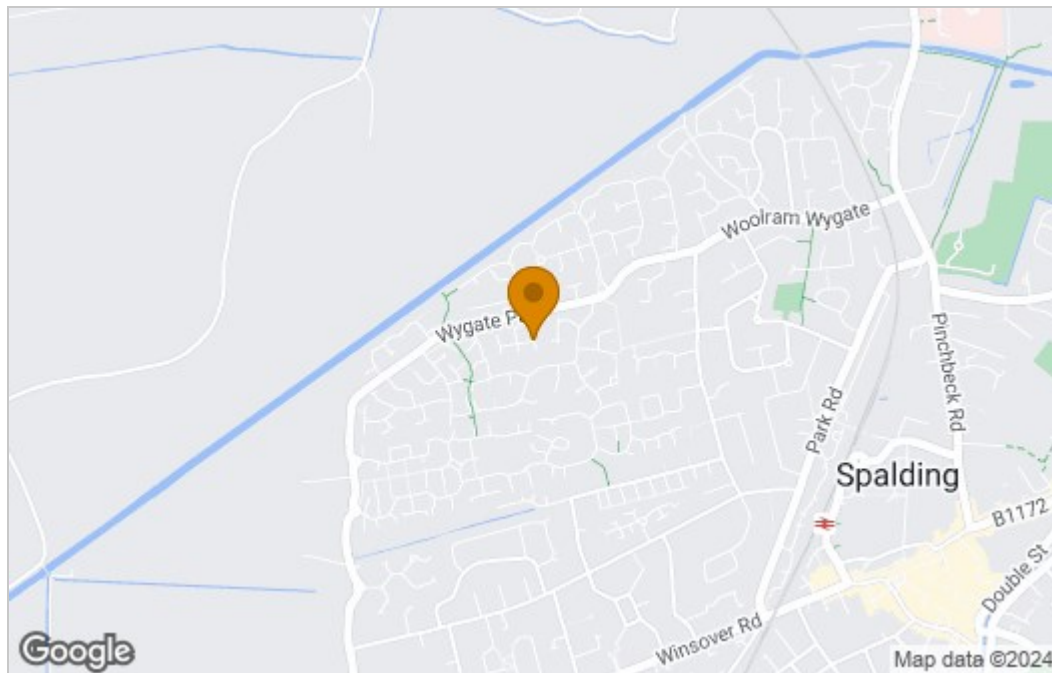 Woolram Wygate
Wygate P
Pinchbeck Rd
Park Rd
Spalding
B1172
Double St
Winsover Rd
Google
Map data ©2024